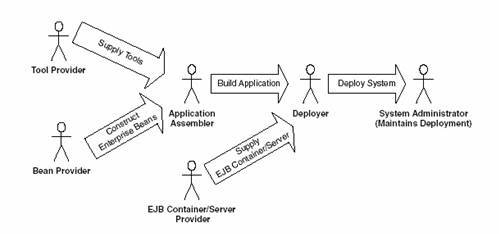 Supply Tools
Tool Provider
Build Application
Deploy System
Application
Assembler
Deployer
System Administrator
(Maintains Deployment)
Construct
Enterprise Beans
Bean Provider
Supply
EJB Container/Server
EJB Container/Server
Provider